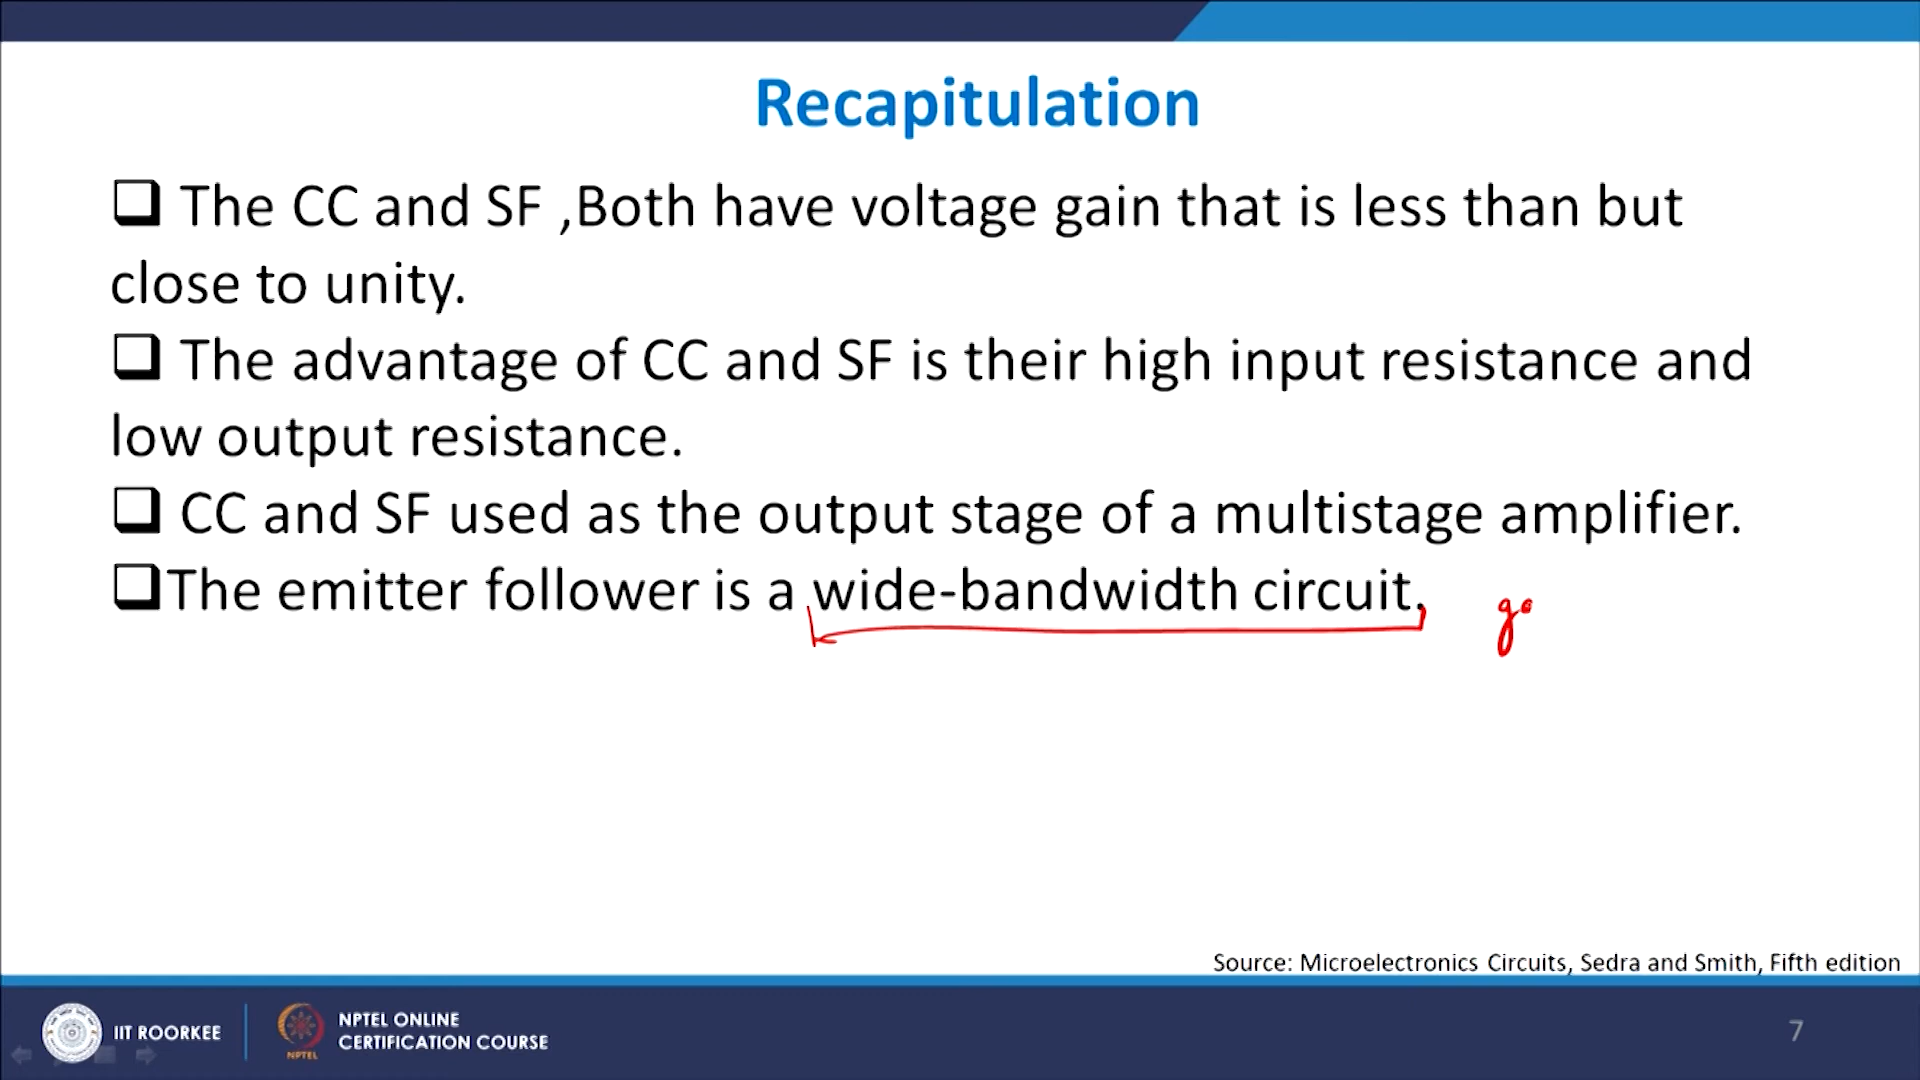 Recapitulation
❑ The CC and SF ,Both have voltage gain that is less than but
close to unity.
❑ The advantage of CC and SF is their high input resistance and
low output resistance.
❑ CC and SF used as the output stage of a multistage amplifier.
❑The emitter follower is a wide-bandwidth circuit.
Source: Microelectronics Circuits, Sedra and Smith, Fifth edition
IIT ROORKEE
NPTEL
NPTEL ONLINE
CERTIFICATION COURSE
7